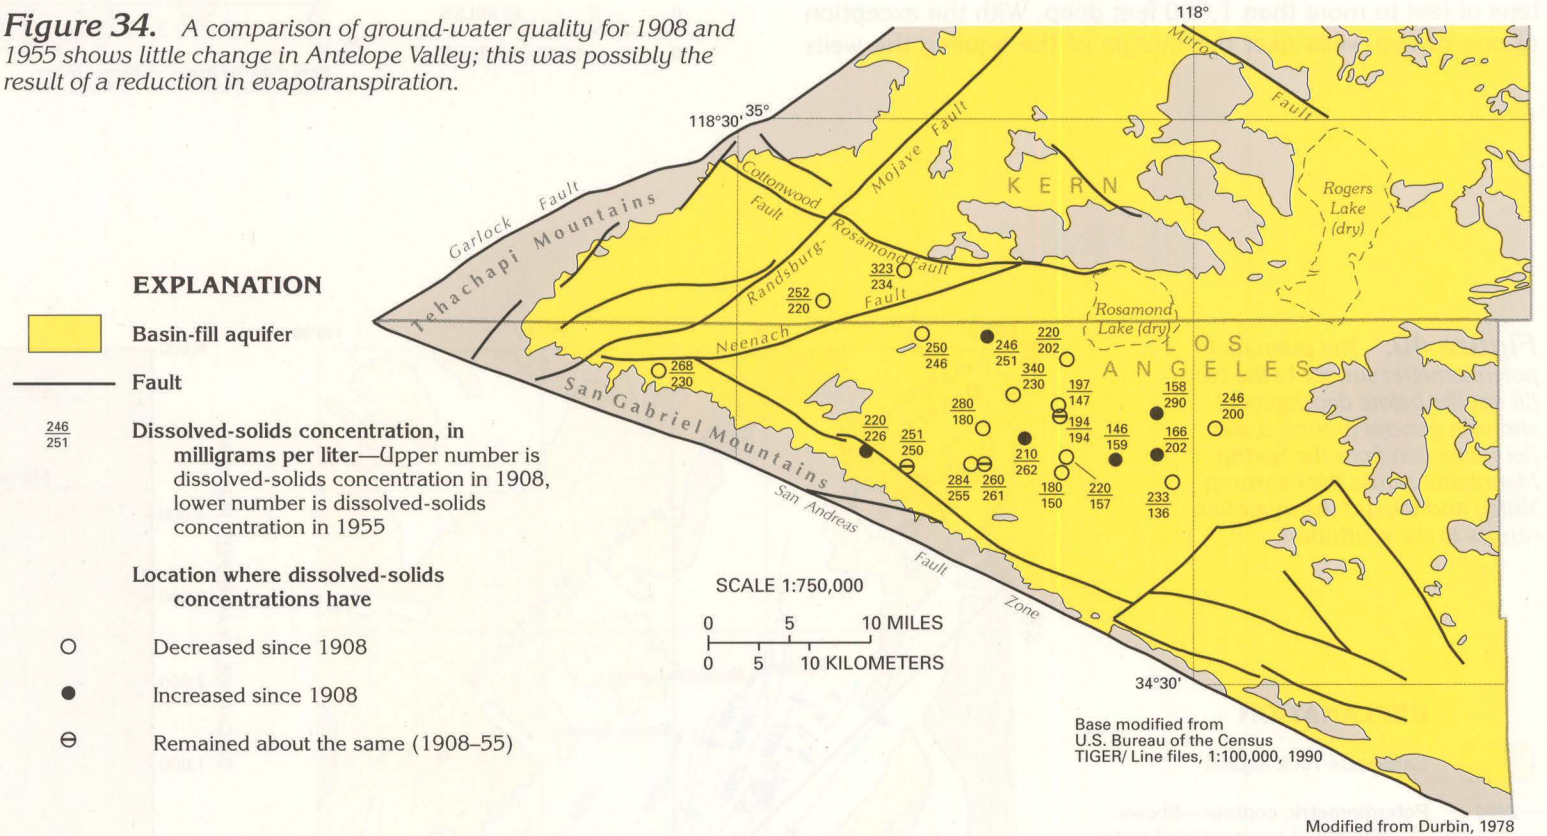 Figure 34. A comparison of ground-water quality for 1908 and
1955 shows little change in Antelope Valley; this was possibly the
result of a reduction in evapotranspiration.
EXPLANATION
Basin-fill aquifer
Fault
246
251
Dissolved-solids concentration, in
milligrams per liter—Upper number is
dissolved-solids concentration in 1908,
lower number is dissolved-solids
concentration in 1955
Location where dissolved-solids
concentrations have
Decreased since 1908
Increased since 1908
Remained about the same (1908–55)
118°
118°30'
35°
Muroc
Fault
Garlock Fault
Tehachapi Mountains
Cottonwood
Fault
Mojave Fault
Randsburg-
KERN
Rogers
Lake
(dry)
Rosamond Fault
323
234
252
220
Neenach Fault
Rosamond
Lake (dry)
LOS
ANGELES
268
230
250
246
246
251
220
202
340
230
197
147
194
194
158
290
246
200
280
180
220
226
251
250
210
262
146
159
166
202
284
255
260
261
180
150
220
157
233
136
San Gabriel Mountains
San Andreas Fault Zone
34°30'
SCALE 1:750,000
0 5 10 MILES
0 5 10 KILOMETERS
Base modified from
U.S. Bureau of the Census
TIGER/ Line files, 1:100,000, 1990
Modified from Durbin, 1978